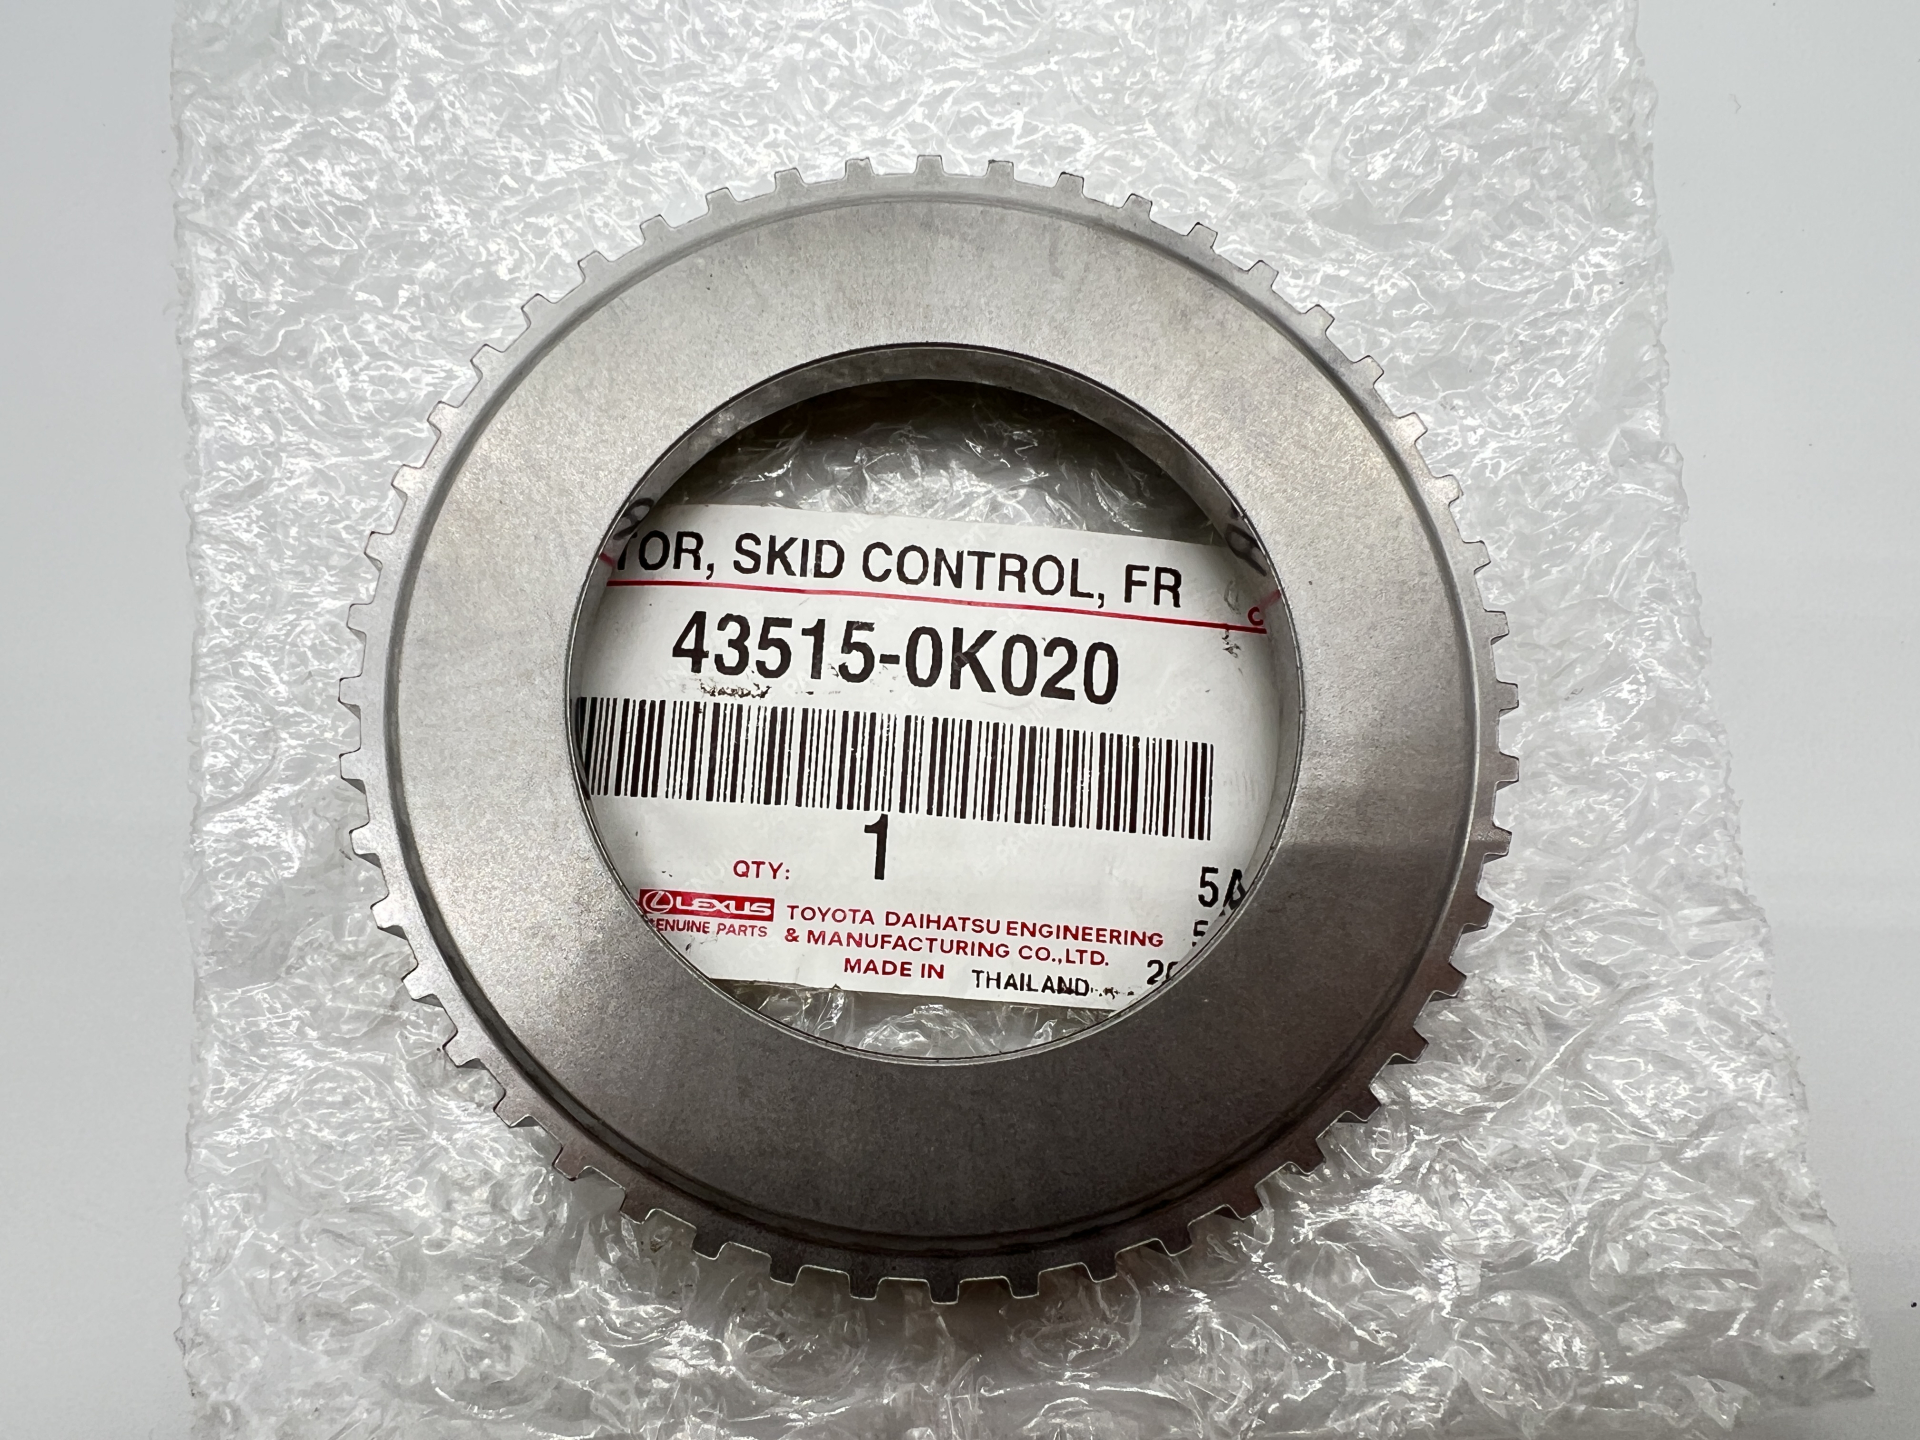 TOR, SKID CONTROL, FR
43515-0K020
1
QTY:
LEXUS
GENUINE PARTS
TOYOTA DAIHATSU ENGINEERING
& MANUFACTURING CO.,LTD.
MADE IN THAILAND